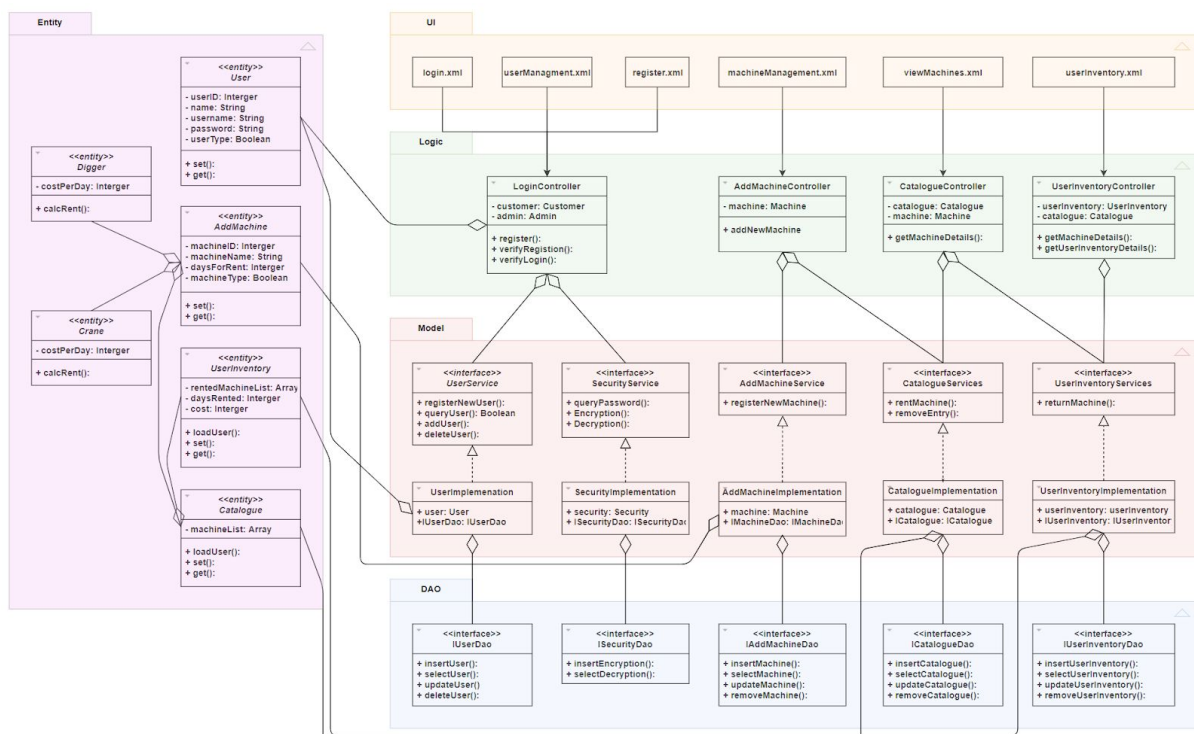 Entity
<<entity>>
User
- userID: Interger
- name: String
- username: String
- password: String
- userType: Boolean
+ set():
+ get():
<<entity>>
Digger
- costPerDay: Interger
+ calcRent():
<<entity>>
AddMachine
- machineID: Interger
- machineName: String
- daysForRent: Interger
- machineType: Boolean
+ set():
+ get():
<<entity>>
Crane
- costPerDay: Interger
+ calcRent():
<<entity>>
UserInventory
- rentedMachineList: Array
- daysRented: Interger
- cost: Interger
+ loadUser():
+ set():
+ get():
<<entity>>
Catalogue
- machineList: Array
+ loadUser():
+ set():
+ get():
UI
login.xml
userManagment.xml
register.xml
machineManagement.xml
viewMachines.xml
userInventory.xml
Logic
LoginController
- customer: Customer
- admin: Admin
+ register():
+ verifyRegistion():
+ verifyLogin():
AddMachineController
- machine: Machine
+ addNewMachine
CatalogueController
- catalogue: Catalogue
- machine: Machine
+ getMachineDetails():
UserInventoryController
- userinventory: UserInventory
- catalogue: Catalogue
+ getMachineDetails():
+ getUserInventoryDetails():
Model
<<interface>>
UserService
+ registerNewUser():
+ queryUser(): Boolean
+ addUser():
+ deleteUser():
<<interface>>
SecurityService
+ queryPassword():
+ Encryption():
+ Decryption():
<<interface>>
AddMachineService
+ registerNewMachine():
<<interface>>
CatalogueServices
+ rentMachine():
+ removeEntry():
<<interface>>
UserInventoryServices
+ returnMachine():
UserImplemenation
+ user: User
+IUserDao: IUserDao
SecurityImplementation
+ security: Security
+ ISecurityDao: ISecurityDao
AddMachineImplementation
+ machine: Machine
+ IMachineDao: IMachineDa
CatalogueImplementation
+ catalogue: Catalogue
+ ICatalogue: ICatalogue
UserInventoryImplementation
+ userinventory: userinventory
+ IUserInventory: IUserInventor
DAO
<<interface>>
IUserDao
+ insertUser():
+ selectUser():
+ updateUser()
+ deleteUser():
<<interface>>
ISecurityDao
+ insertEncryption():
+ selectDecryption():
<<interface>>
IAddMachineDao
+ insertMachine():
+ selectMachine():
+ updateMachine():
+ removeMachine():
<<interface>>
ICatalogueDao
+ insertCatalogue():
+ selectCatalogue():
+ updateCatalogue():
+ removeCatalogue():
<<interface>>
IUserInventoryDao
+ insertUserInventory():
+ selectUserInventory():
+ updateUserInventory():
+ removeUserInventory():